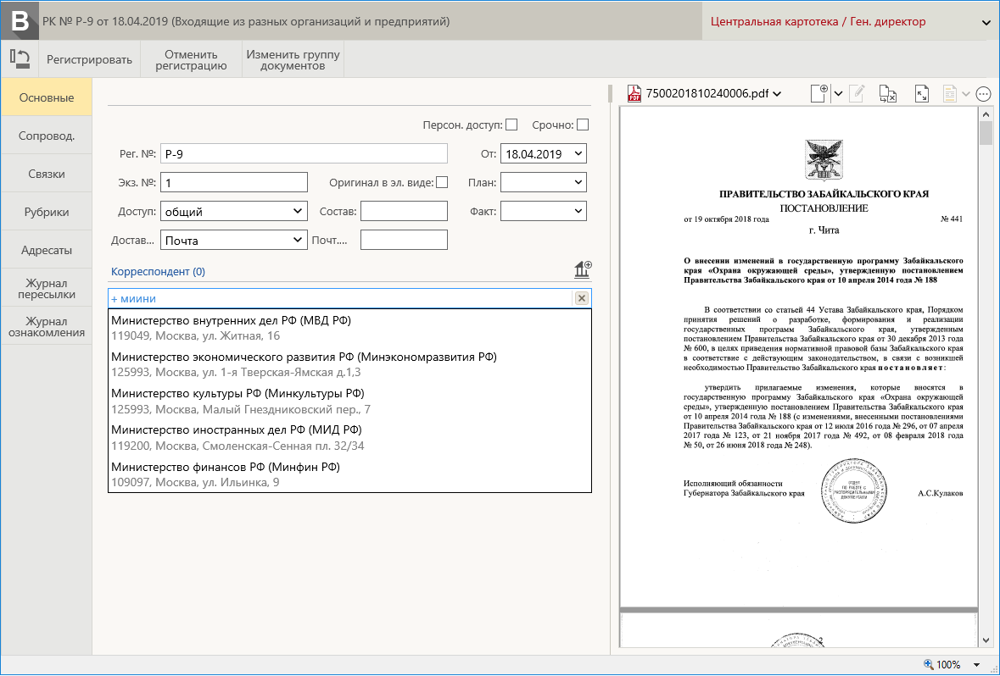 В РК № Р-9 от 18.04.2019 (Входящие из разных организаций и предприятий)
Центральная картотека / Ген. директор
Регистрировать
Отменить
регистрацию
Изменить группу
документов
Основные
Сопровод.
Связки
Рубрики
Адресаты
Журнал
пересылки
Журнал
ознакомления
Персон. доступ:
Срочно:
Рег. №: Р-9
От: 18.04.2019
Экз. №: 1
Оригинал в эл. виде:
План:
Доступ: общий
Состав:
Факт:
Достав... Почта
Почт....
Корреспондент (0)
+ миини
Министерство внутренних дел РФ (МВД РФ)
119049, Москва, ул. Житная, 16
Министерство экономического развития РФ (Минэкономразвития РФ)
125993, Москва, ул. 1-я Тверская-Ямская д.1,3
Министерство культуры РФ (Минкультуры РФ)
125993, Москва, Малый Гнездниковский пер., 7
Министерство иностранных дел РФ (МИД РФ)
119200, Москва, Смоленская-Сенная пл. 32/34
Министерство финансов РФ (Минфин РФ)
109097, Москва, ул. Ильинка, 9
PDF 7500201810240006.pdf
ПРАВИТЕЛЬСТВО ЗАБАЙКАЛЬСКОГО КРАЯ
ПОСТАНОВЛЕНИЕ
от 19 октября 2018 года
№ 441
г. Чита
О внесении изменений в государственную программу Забайкальского
края «Охрана окружающей среды», утвержденную постановлением
Правительства Забайкальского края от 10 апреля 2014 года № 188
В соответствии со статьей 44 Устава Забайкальского края, Порядком
принятия решений о разработке, формирования и реализации
государственных программ Забайкальского края, утвержденным
постановлением Правительства Забайкальского края от 30 декабря 2013 года
№ 600, в целях приведения нормативной правовой базы Забайкальского края
в соответствие с действующим законодательством, в связи с возникшей
необходимостью Правительство Забайкальского края постановляет:
утвердить прилагаемые изменения, которые вносятся в
государственную программу Забайкальского края «Охрана окружающей
среды», утвержденную постановлением Правительства Забайкальского края
от 10 апреля 2014 года № 188 (с изменениями, внесенными постановлениями
Правительства Забайкальского края от 12 июля 2016 года № 296, от 07 апреля
2017 года № 123, от 21 ноября 2017 года № 492, от 08 февраля 2018 года
№ 50, от 26 июня 2018 года № 248).
Исполняющий обязанности
Губернатора Забайкальского края
А.С.Кулаков
ОТДЕЛ
ПО РАБОТЕ С
РАСПОРЯДИТЕЛЬНЫМИ
ДОКУМЕНТАМИ
2
100%